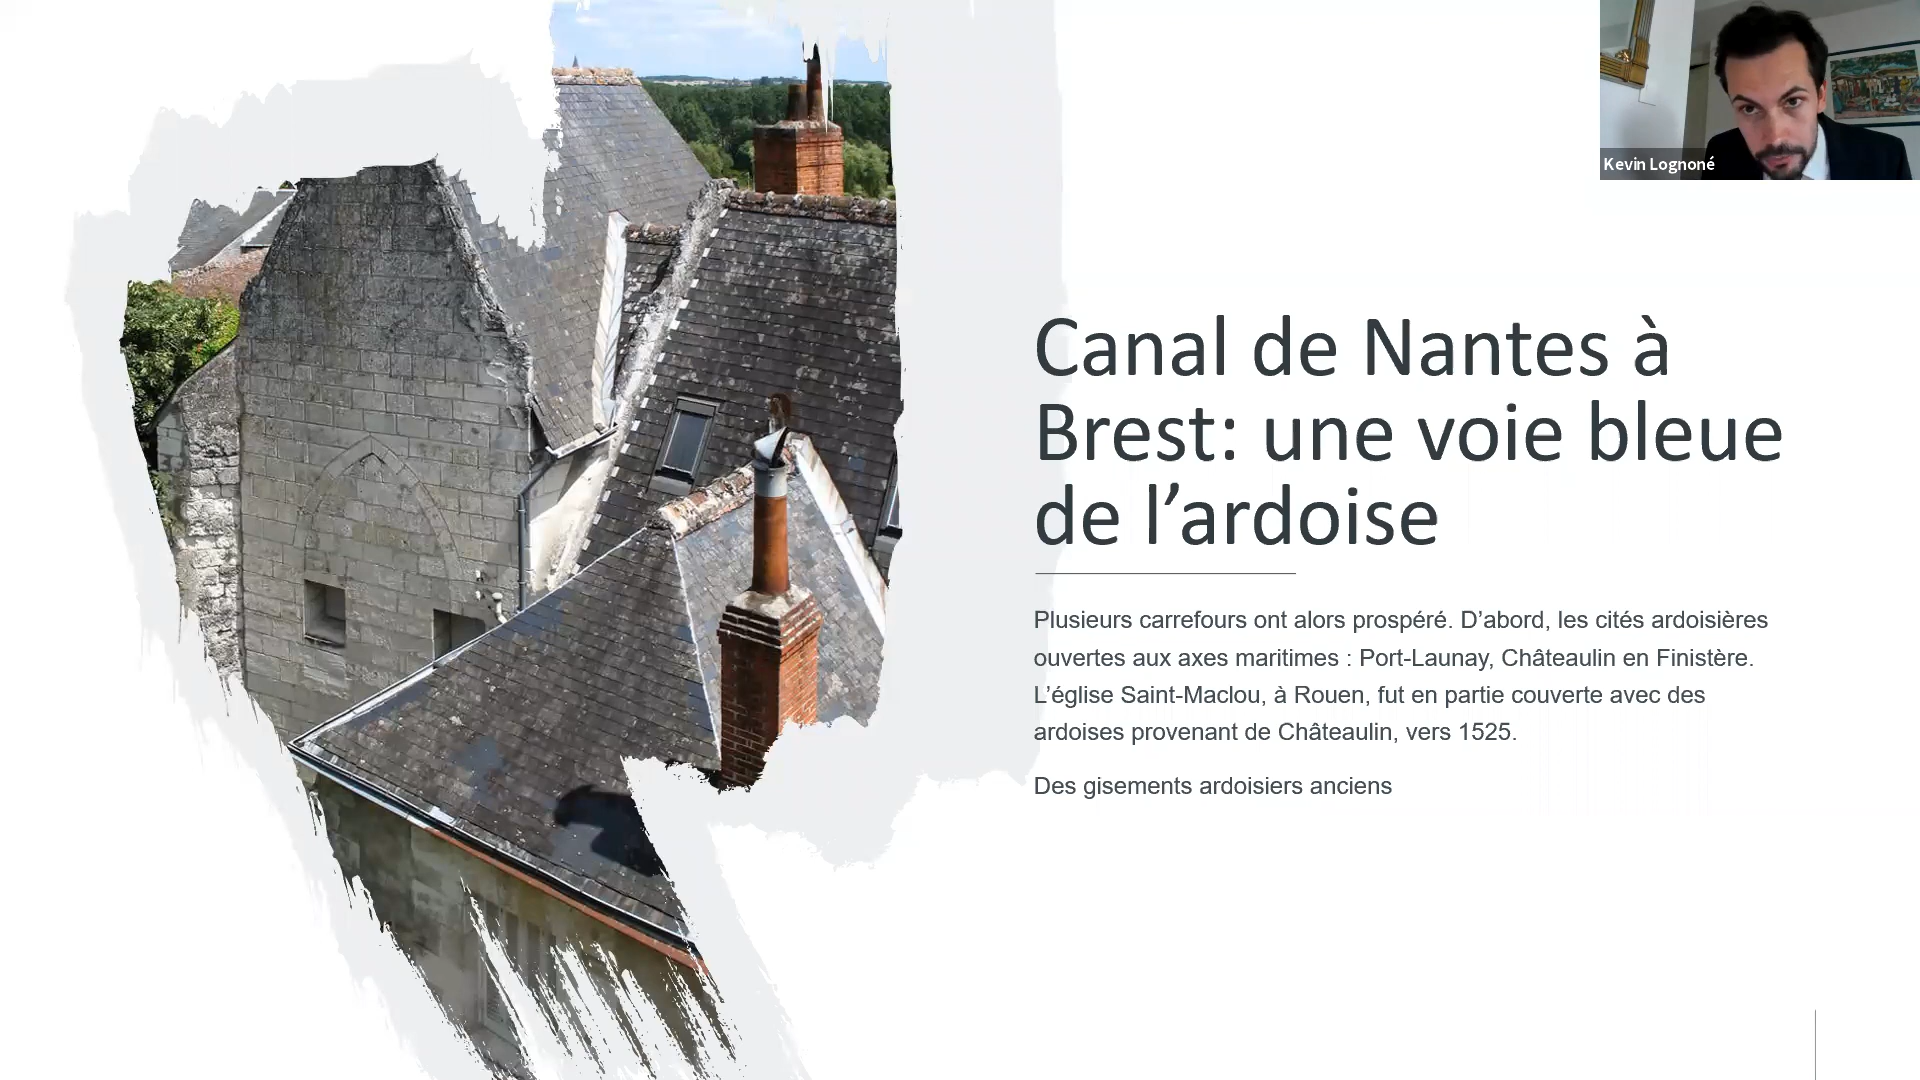 Kevin Lognoné
Canal de Nantes à
Brest: une voie bleue
de l’ardoise
Plusieurs carrefours ont alors prospéré. D’abord, les cités ardoisières
ouvertes aux axes maritimes : Port-Launay, Châteaulin en Finistère.
L’église Saint-Maclou, à Rouen, fut en partie couverte avec des
ardoises provenant de Châteaulin, vers 1525.
Des gisements ardoisiers anciens